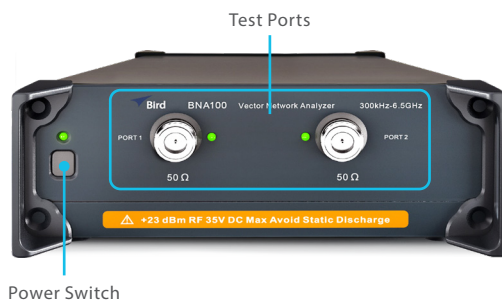 Test Ports
Bird BNA100 Vector Network Analyzer 300kHz-6.5GHz
PORT 1
PORT 2
50 Ω
50 Ω
+23 dBm RF 35V DC Max Avoid Static Discharge
Power Switch